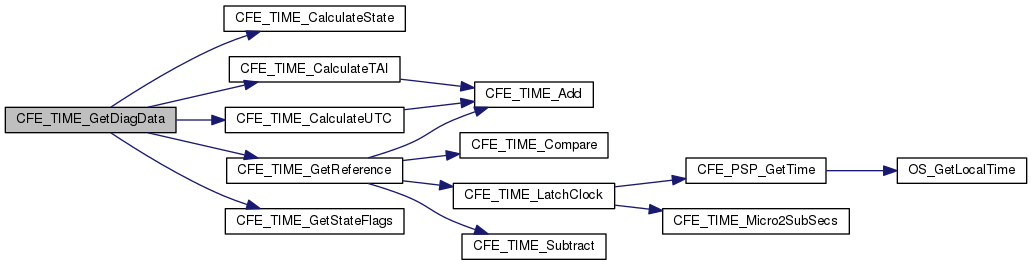 CFE_TIME_CalculateState
CFE_TIME_CalculateTAI
CFE_TIME_Add
CFE_TIME_GetDiagData
CFE_TIME_CalculateUTC
CFE_TIME_Compare
CFE_TIME_GetReference
CFE_PSP_GetTime
OS_GetLocalTime
CFE_TIME_LatchClock
CFE_TIME_GetStateFlags
CFE_TIME_Micro2SubSecs
CFE_TIME_Subtract